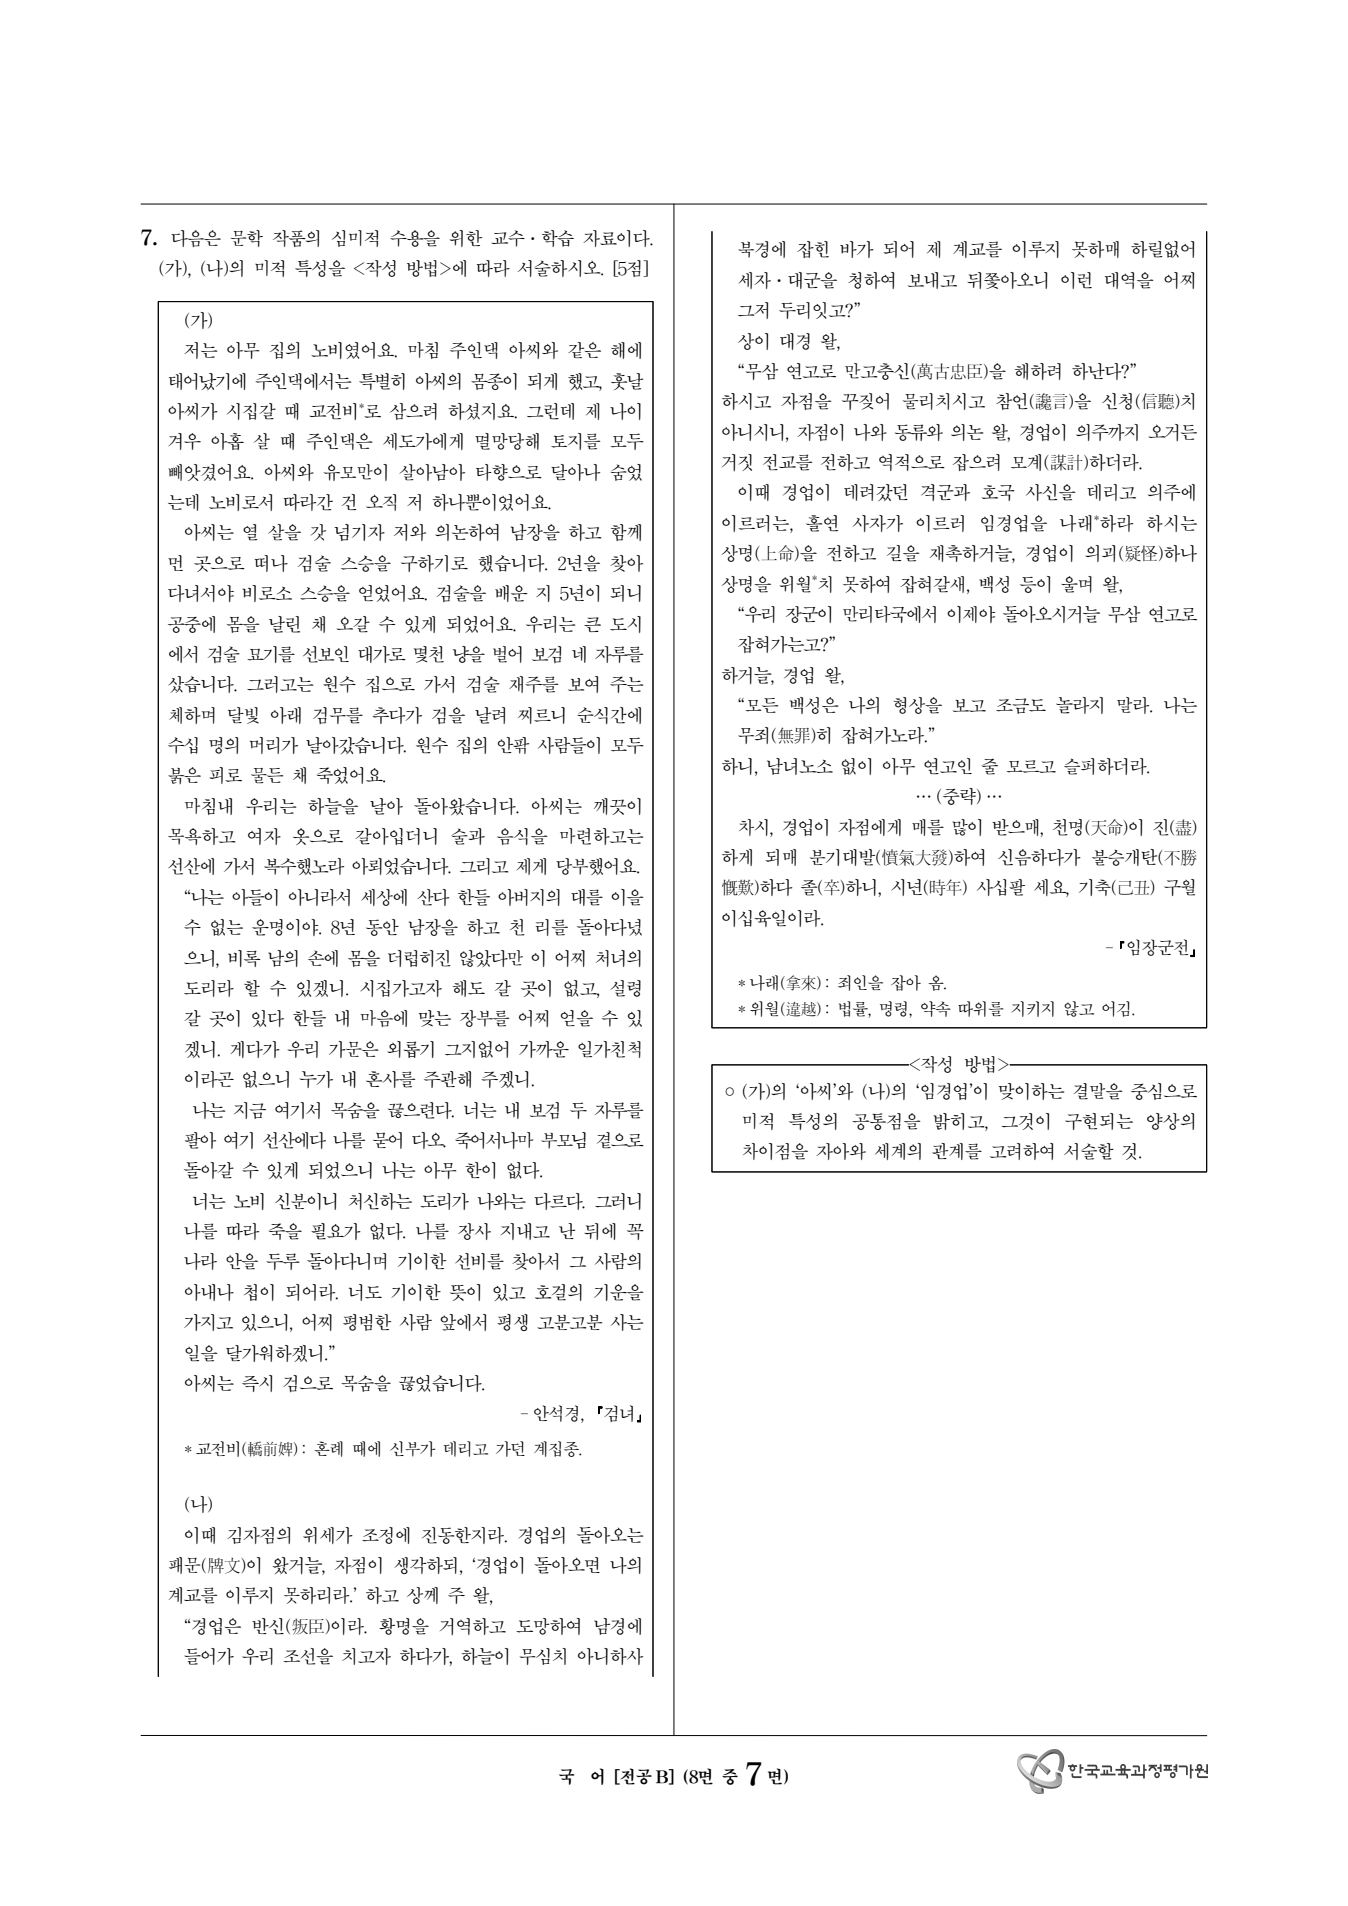 7. 다음은 문학 작품의 심미적 수용을 위한 교수·학습 자료이다.
(가), (나)의 미적 특성을 <작성 방법>에 따라 서술하시오. [5점]
(가)
저는 아무 집의 노비였어요. 마침 주인댁 아씨와 같은 해에
태어났기에 주인댁에서는 특별히 아씨의 몸종이 되게 했고, 훗날
아씨가 시집갈 때 교전비*로 삼으려 하셨지요. 그런데 제 나이
겨우 아홉 살 때 주인댁은 세도가에게 멸망당해 토지를 모두
빼앗겼어요. 아씨와 유모만이 살아남아 타향으로 달아나 숨었
는데 노비로서 따라간 건 오직 저 하나뿐이었어요.
아씨는 열 살을 갓 넘기자 저와 의논하여 남장을 하고 함께
먼 곳으로 떠나 검술 스승을 구하기로 했습니다. 2년을 찾아
다녀서야 비로소 스승을 얻었어요. 검술을 배운 지 5년이 되니
공중에 몸을 날린 채 오갈 수 있게 되었어요. 우리는 큰 도시
에서 검술 묘기를 선보인 대가로 몇천 냥을 벌어 보검 네 자루를
샀습니다. 그러고는 원수 집으로 가서 검술 재주를 보여 주는
체하며 달빛 아래 검무를 추다가 검을 날려 찌르니 순식간에
수십 명의 머리가 날아갔습니다. 원수 집의 안팎 사람들이 모두
붉은 피로 물든 채 죽었어요.
마침내 우리는 하늘을 날아 돌아왔습니다. 아씨는 깨끗이
목욕하고 여자 옷으로 갈아입더니 술과 음식을 마련하고는
선산에 가서 복수했노라 아뢰었습니다. 그리고 제게 당부했어요.
“나는 아들이 아니라서 세상에 산다 한들 아버지의 대를 이을
수 없는 운명이야. 8년 동안 남장을 하고 천 리를 돌아다녔
으니, 비록 남의 손에 몸을 더럽히진 않았다만 이 어찌 처녀의
도리라 할 수 있겠니. 시집가고자 해도 갈 곳이 없고, 설령
갈 곳이 있다 한들 내 마음에 맞는 장부를 어찌 얻을 수 있
겠니. 게다가 우리 가문은 외롭기 그지없어 가까운 일가친척
이라곤 없으니 누가 내 혼사를 주관해 주겠니.
나는 지금 여기서 목숨을 끊으련다. 너는 내 보검 두 자루를
팔아 여기 선산에다 나를 묻어 다오. 죽어서나마 부모님 곁으로
돌아갈 수 있게 되었으니 나는 아무 한이 없다.
너는 노비 신분이니 처신하는 도리가 나와는 다르다. 그러니
나를 따라 죽을 필요가 없다. 나를 장사 지내고 난 뒤에 꼭
나라 안을 두루 돌아다니며 기이한 선비를 찾아서 그 사람의
아내나 첩이 되어라. 너도 기이한 뜻이 있고 호걸의 기운을
가지고 있으니, 어찌 평범한 사람 앞에서 평생 고분고분 사는
일을 달가워하겠니.”
아씨는 즉시 검으로 목숨을 끊었습니다.
- 안석경, 『검녀』
* 교전비(轎前婢) : 혼례 때에 신부가 데리고 가던 계집종.
(나)
이때 김자점의 위세가 조정에 진동한지라. 경업의 돌아오는
패문(牌文)이 왔거늘, 자점이 생각하되, ‘경업이 돌아오면 나의
계교를 이루지 못하리라.’ 하고 상께 주 왈,
“경업은 반신(叛臣)이라. 황명을 거역하고 도망하여 남경에
들어가 우리 조선을 치고자 하다가, 하늘이 무심치 아니하사
북경에 잡힌 바가 되어 제 계교를 이루지 못하매 하릴없어
세자·대군을 청하여 보내고 뒤쫓아오니 이런 대역을 어찌
그저 두리잇고?”
상이 대경 왈,
“무삼 연고로 만고충신(萬古忠臣)을 해하려 하난다?”
하시고 자점을 꾸짖어 물리치시고 참언(讒言)을 신청(信聽)치
아니시니, 자점이 나와 동류와 의논 왈, 경업이 의주까지 오거든
거짓 전교를 전하고 역적으로 잡으려 모계(謀計)하더라.
이때 경업이 데려갔던 격군과 호국 사신을 데리고 의주에
이르러는, 홀연 사자가 이르러 임경업을 나래*하라 하시는
상명(上命)을 전하고 길을 재촉하거늘, 경업이 의괴(疑怪)하나
상명을 위월*치 못하여 잡혀갈새, 백성 등이 울며 왈,
“우리 장군이 만리타국에서 이제야 돌아오시거늘 무삼 연고로
잡혀가는고?”
하거늘, 경업 왈,
“모든 백성은 나의 형상을 보고 조금도 놀라지 말라. 나는
무죄(無罪)히 잡혀가노라.”
하니, 남녀노소 없이 아무 연고인 줄 모르고 슬퍼하더라.
… (중략) …
차시, 경업이 자점에게 매를 많이 받으매, 천명(天命)이 진(盡)
하게 되매 분기대발(憤氣大發)하여 신음하다가 불승개탄(不勝
慨歎)하다 졸(卒)하니, 시년(時年) 사십팔 세요, 기축(己丑) 구월
이십육일이라.
- 『임장군전』
* 나래(拿來) : 죄인을 잡아 옴.
* 위월(違越) : 법률, 명령, 약속 따위를 지키지 않고 어김.
<작성 방법>
○ (가)의 ‘아씨’와 (나)의 ‘임경업’이 맞이하는 결말을 중심으로
미적 특성의 공통점을 밝히고, 그것이 구현되는 양상의
차이점을 자아와 세계의 관계를 고려하여 서술할 것.
국 어 [전공 B] (8면 중 7 면)
한국교육과정평가원